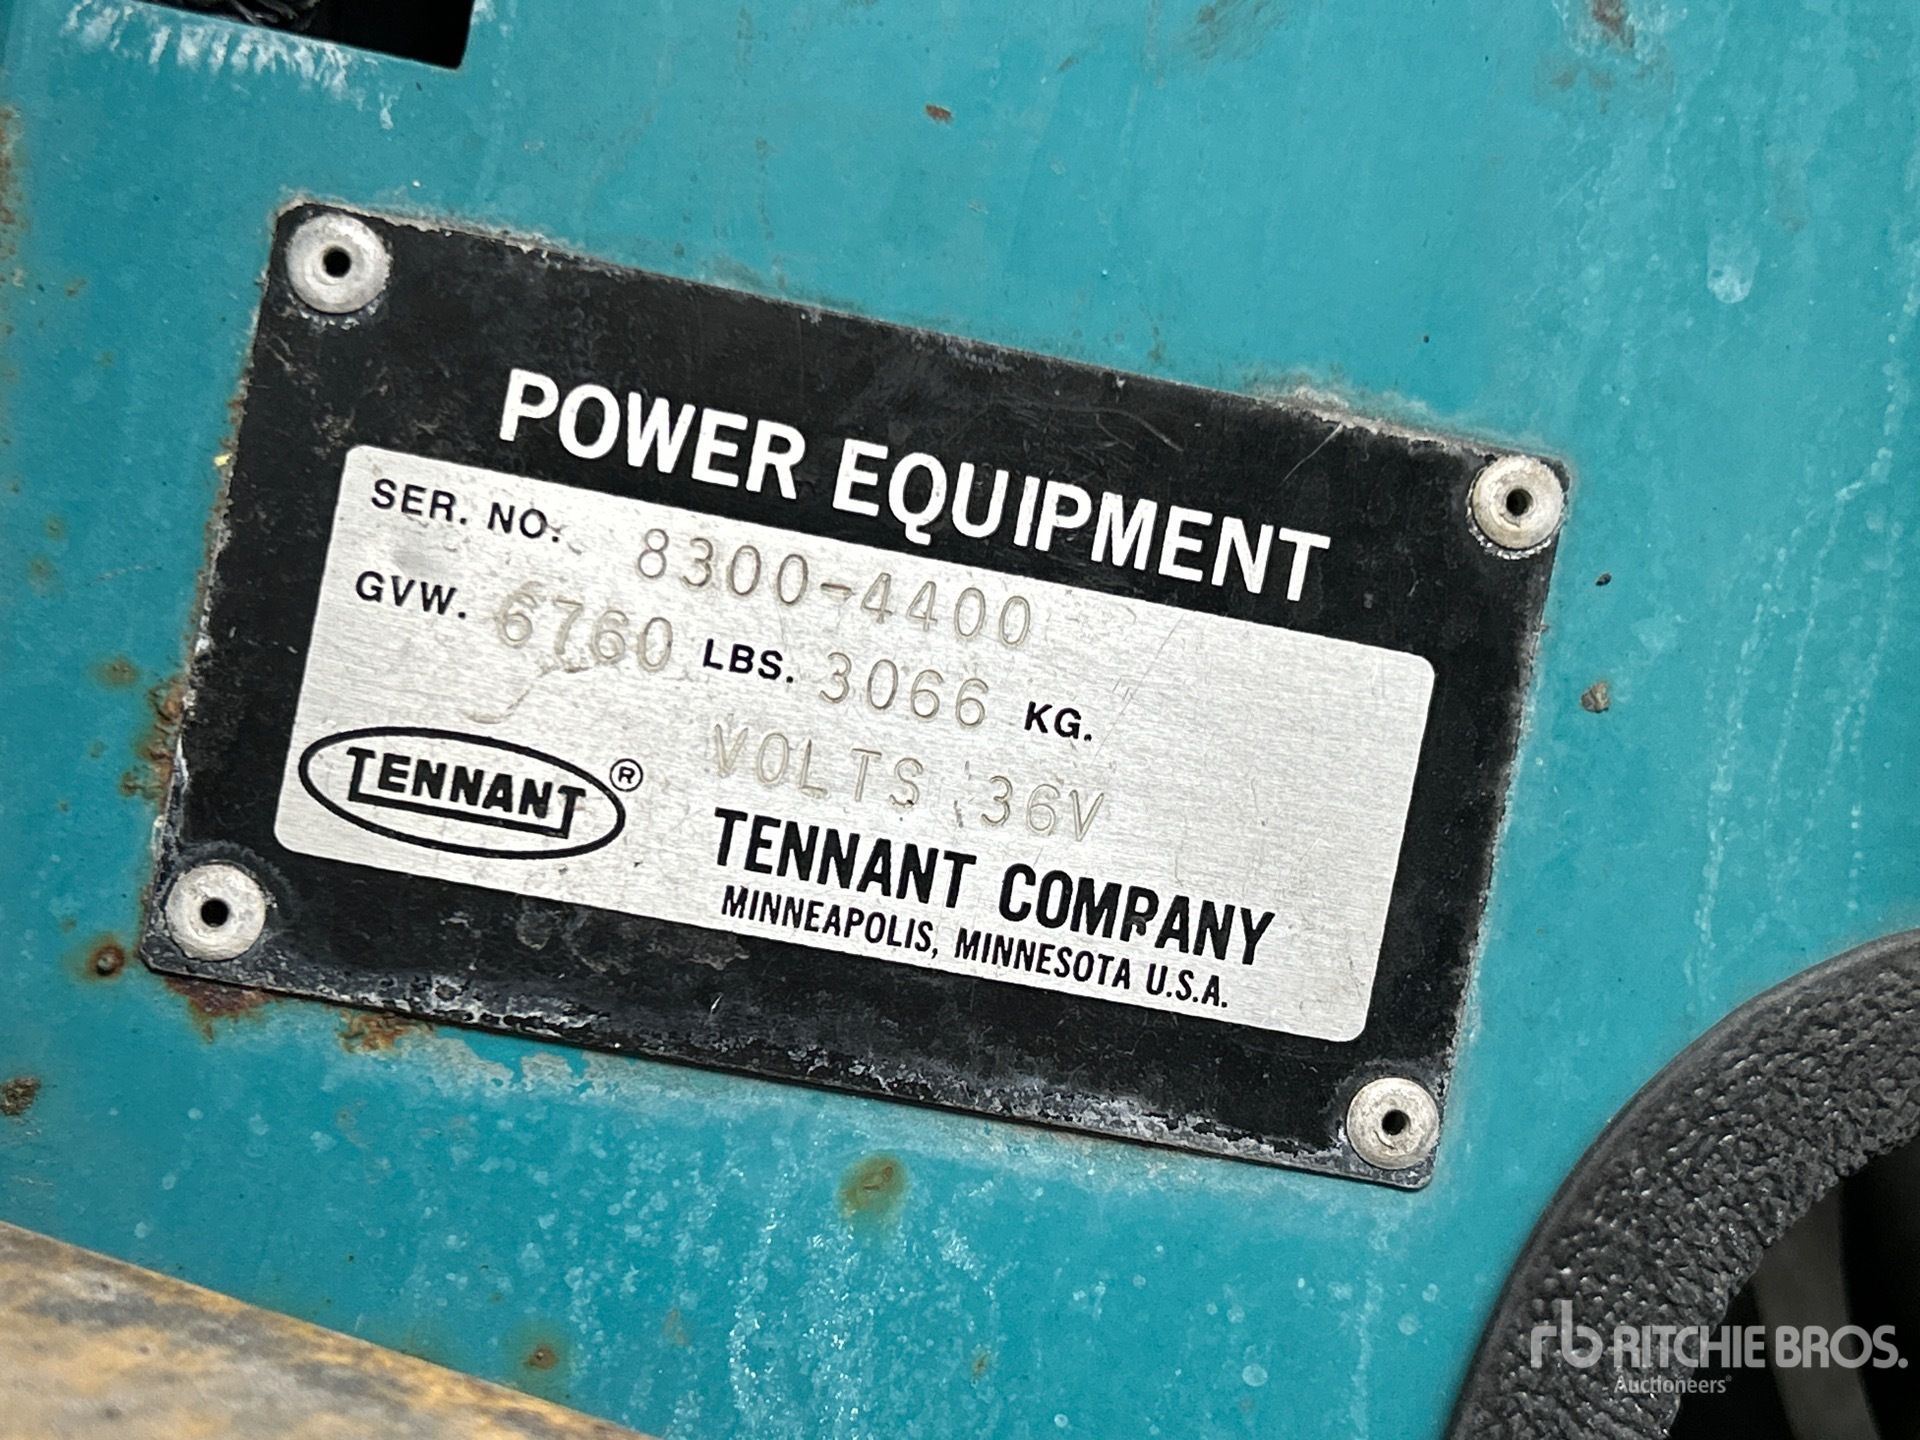 POWER EQUIPMENT
SER. NO. 8300-4400
GVW. 6760 LBS. 3066 KG.
VOLTS 36V
TENNANT ®
TENNANT COMPANY
MINNEAPOLIS, MINNESOTA U.S.A.
rb RITCHIE BROS.
Auctioneers®